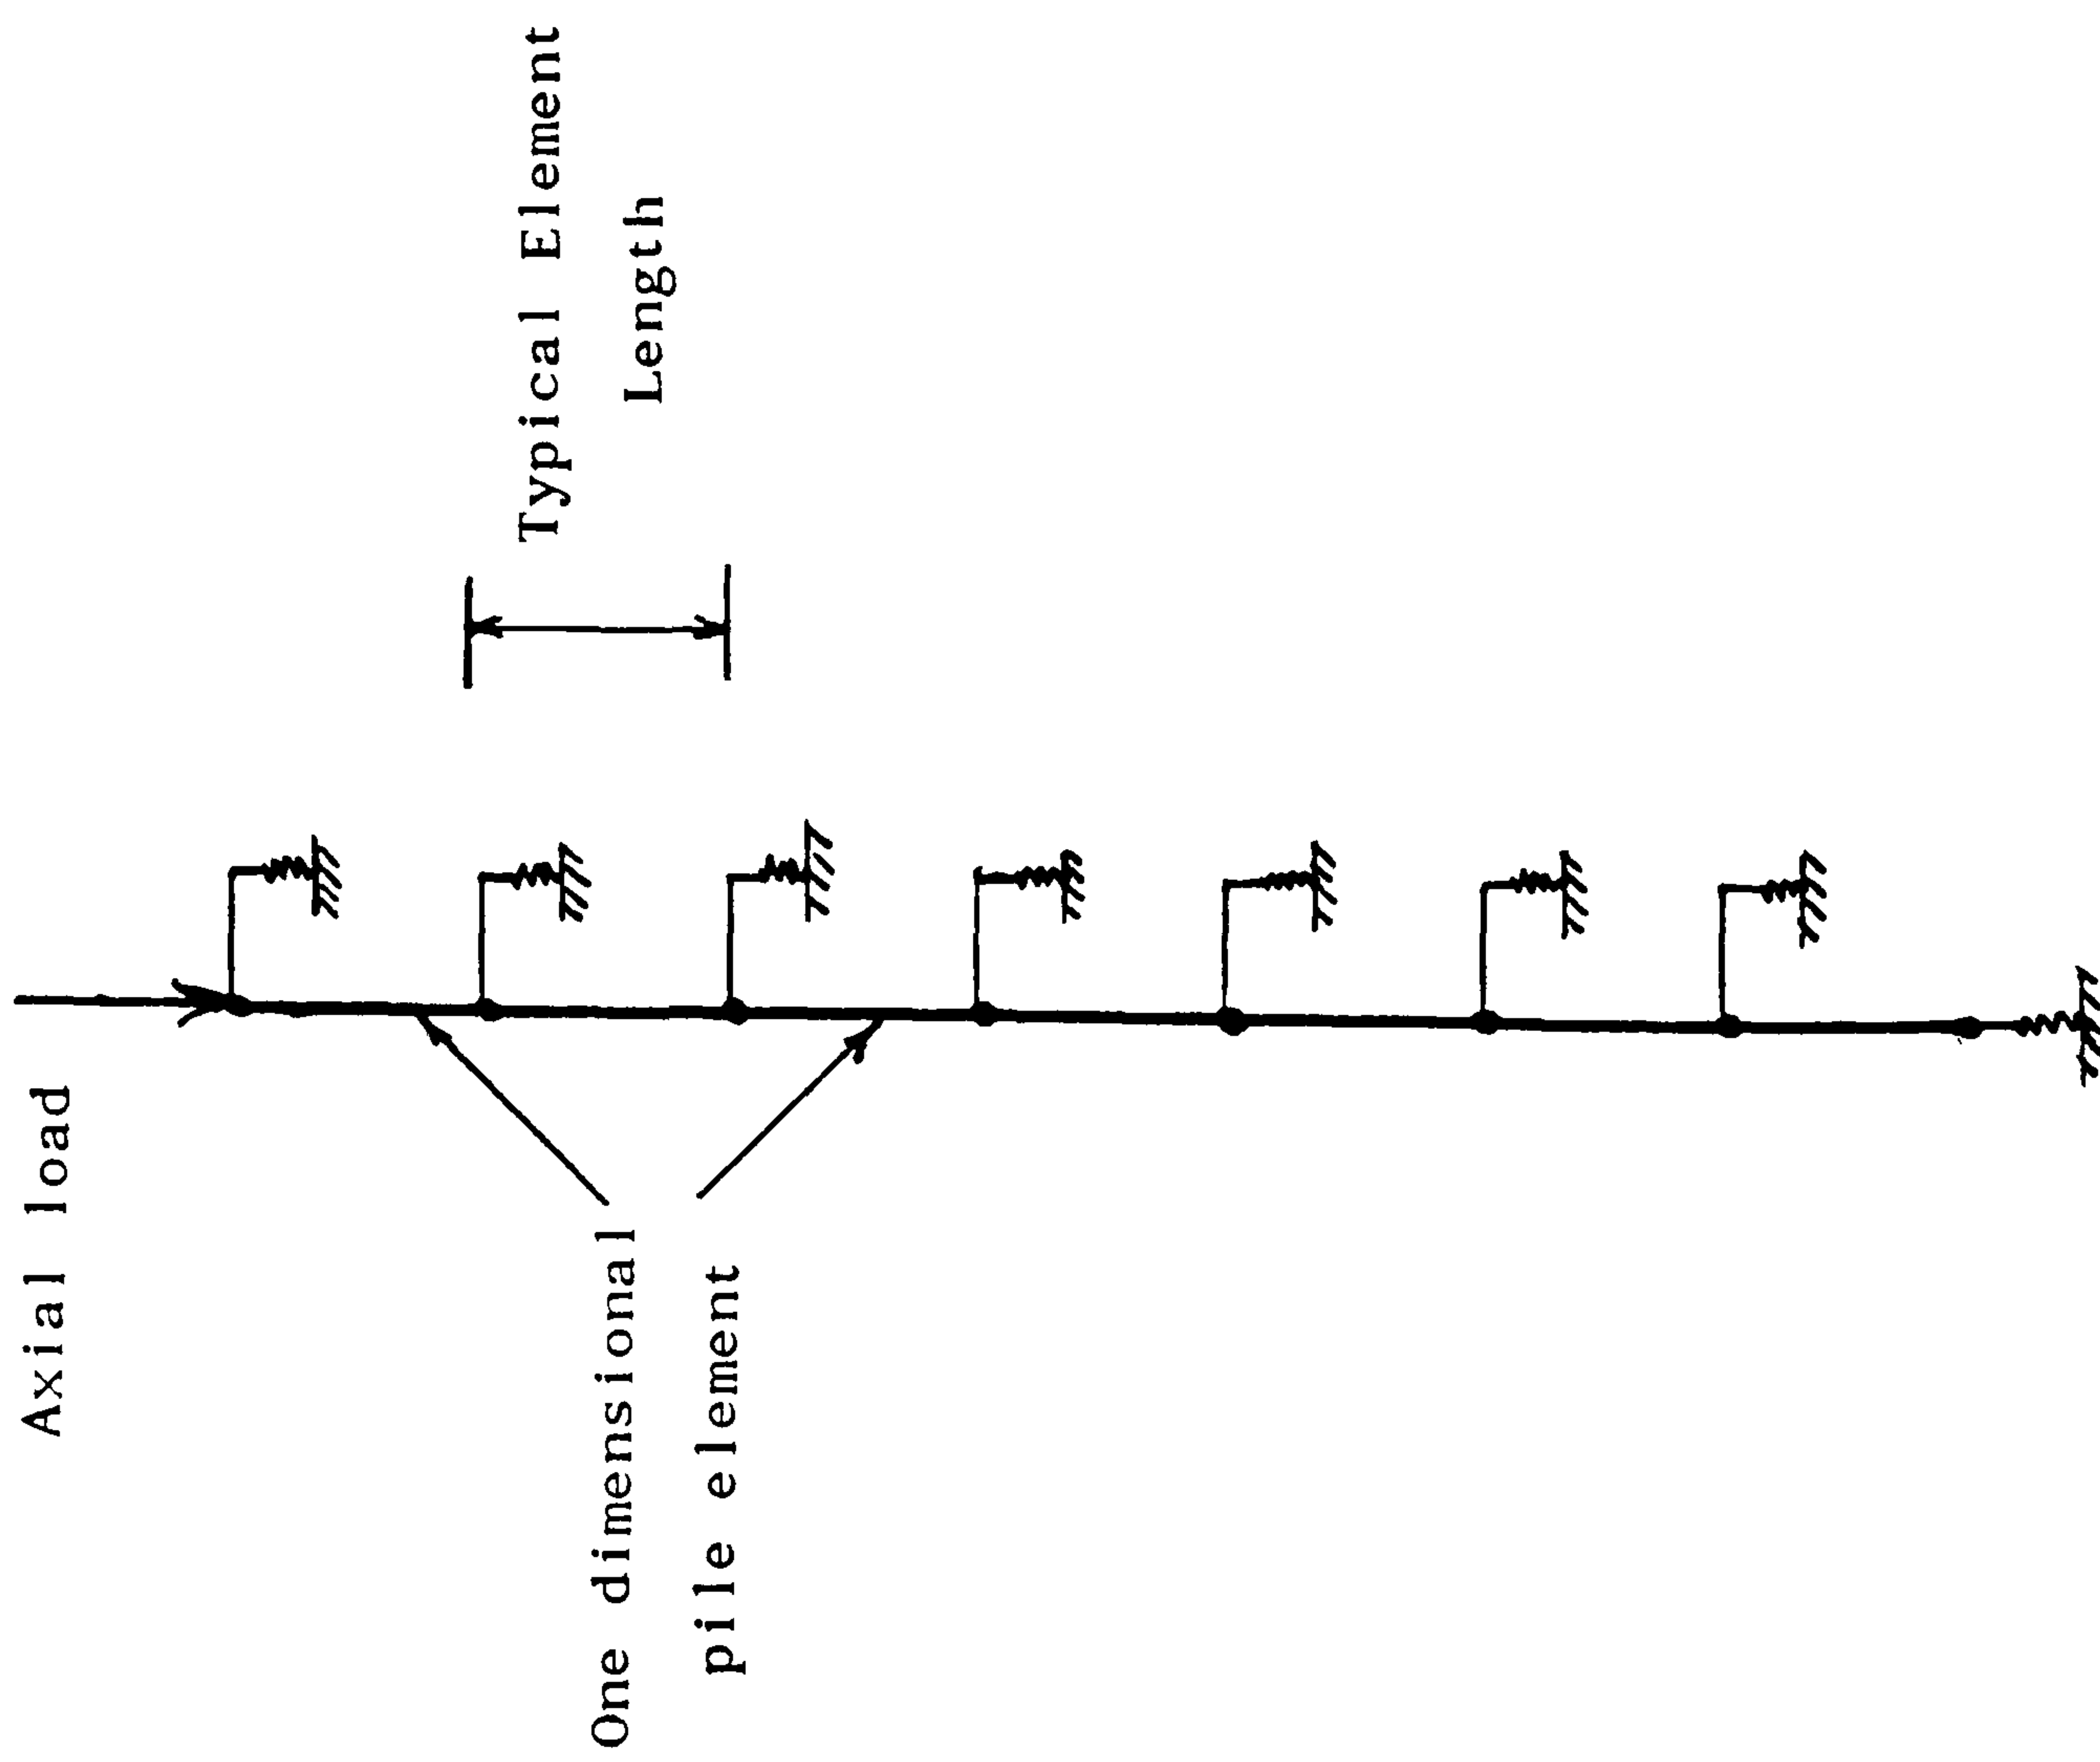 Axial load
One dimensional
pile element
Typical Element
Length